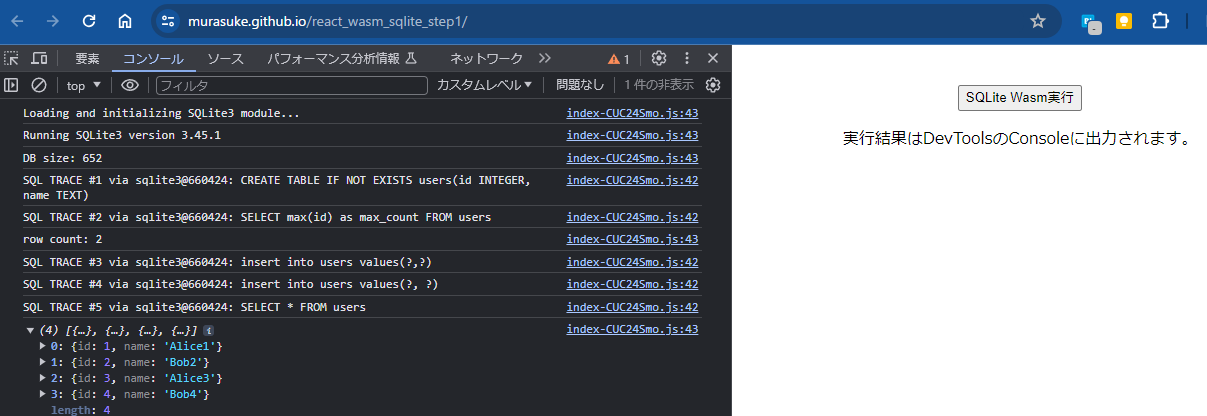 murasuke.github.io/react_wasm_sqlite_step1/
要素 コンソール ソース パフォーマンス分析情報 ネットワーク 1
top フィルタ カスタムレベル 問題なし 1 件の非表示
Loading and initializing SQLite3 module... index-CUC24Smo.js:43
Running SQLite3 version 3.45.1 index-CUC24Smo.js:43
DB size: 652 index-CUC24Smo.js:43
SQL TRACE #1 via sqlite3@660424: CREATE TABLE IF NOT EXISTS users(id INTEGER, index-CUC24Smo.js:42
name TEXT)
SQL TRACE #2 via sqlite3@660424: SELECT max(id) as max_count FROM users index-CUC24Smo.js:42
row count: 2 index-CUC24Smo.js:43
SQL TRACE #3 via sqlite3@660424: insert into users values(?,?) index-CUC24Smo.js:42
SQL TRACE #4 via sqlite3@660424: insert into users values(?, ?) index-CUC24Smo.js:42
SQL TRACE #5 via sqlite3@660424: SELECT * FROM users index-CUC24Smo.js:42
(4) [{…}, {…}, {…}, {…}] i index-CUC24Smo.js:43
0: {id: 1, name: 'Alice1'}
1: {id: 2, name: 'Bob2'}
2: {id: 3, name: 'Alice3'}
3: {id: 4, name: 'Bob4'}
length: 4
SQLite Wasm実行
実行結果はDevToolsのConsoleに出力されます。